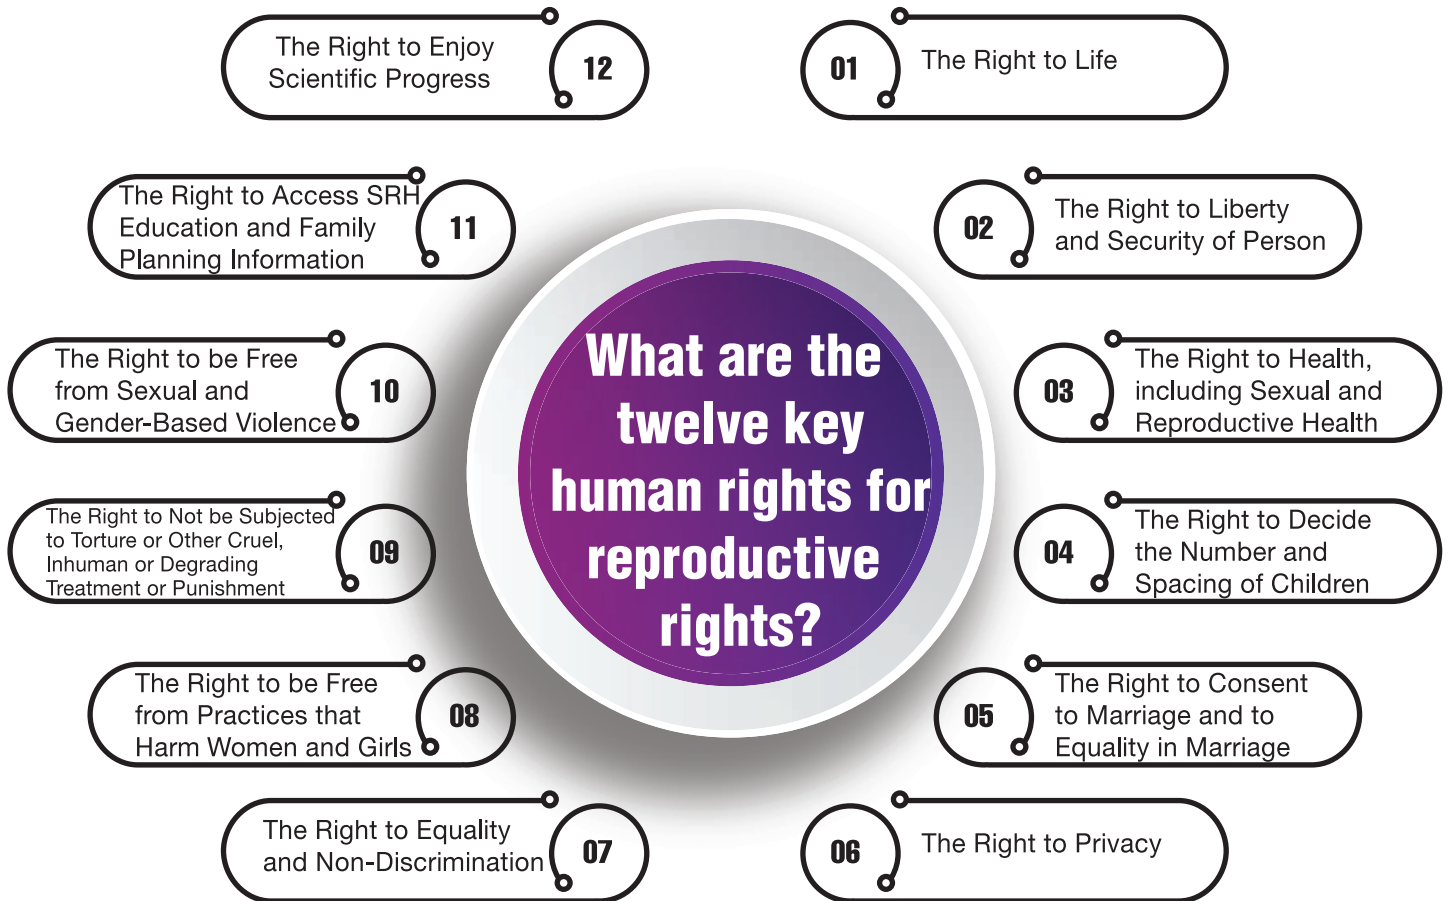 What are the
twelve key
human rights for
reproductive
rights?
01
The Right to Life
02
The Right to Liberty
and Security of Person
03
The Right to Health,
including Sexual and
Reproductive Health
04
The Right to Decide
the Number and
Spacing of Children
05
The Right to Consent
to Marriage and to
Equality in Marriage
06
The Right to Privacy
07
The Right to Equality
and Non-Discrimination
08
The Right to be Free
from Practices that
Harm Women and Girls
09
The Right to Not be Subjected
to Torture or Other Cruel,
Inhuman or Degrading
Treatment or Punishment
10
The Right to be Free
from Sexual and
Gender-Based Violence
11
The Right to Access SRH
Education and Family
Planning Information
12
The Right to Enjoy
Scientific Progress